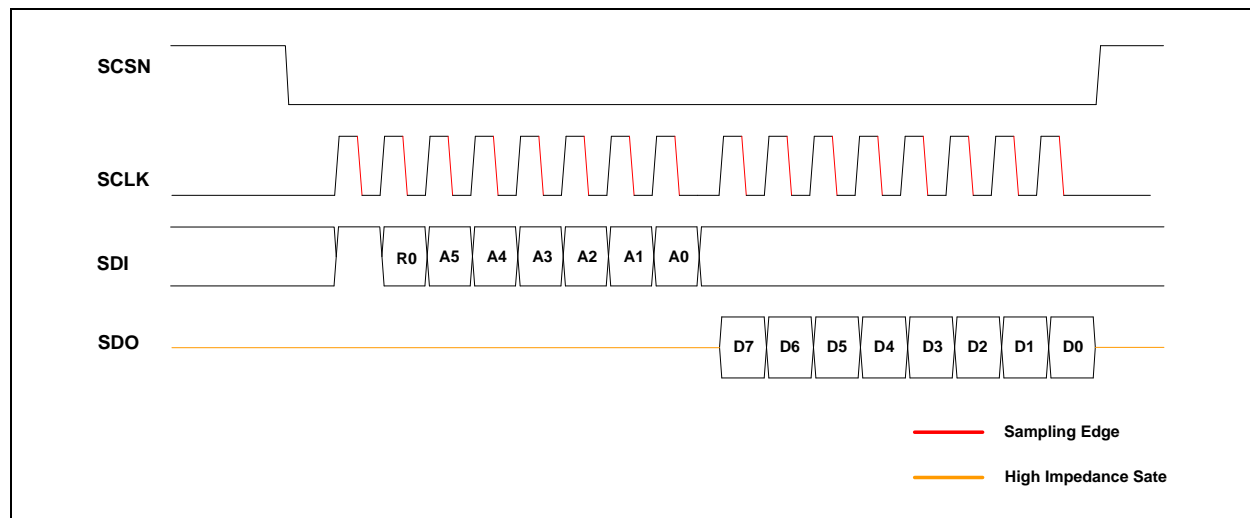 SCSN
SCLK
SDI R0 A5 A4 A3 A2 A1 A0
SDO D7 D6 D5 D4 D3 D2 D1 D0
Sampling Edge
High Impedance Sate